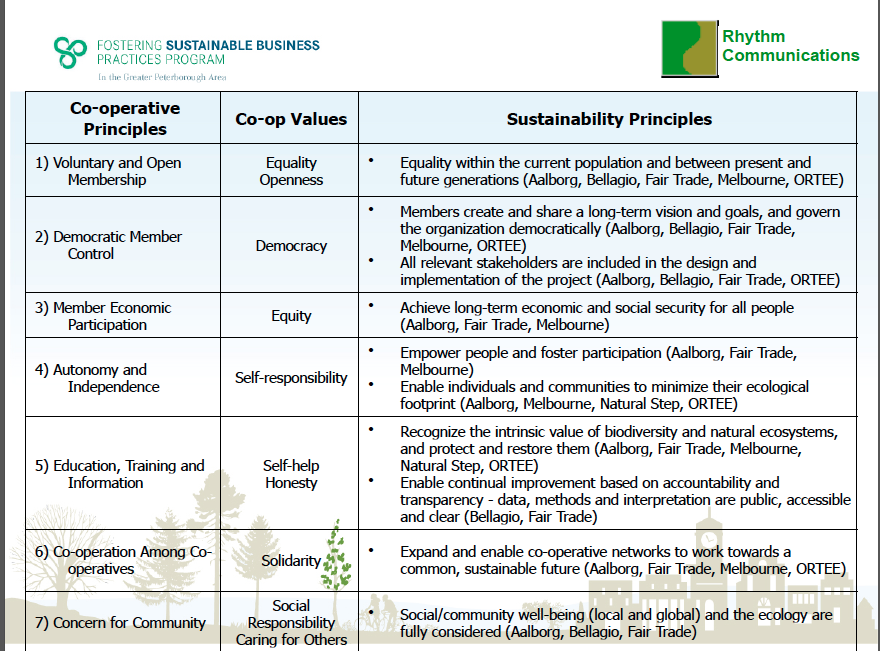 FOSTERING SUSTAINABLE BUSINESS
PRACTICES PROGRAM
In the Greater Peterborough Area
Rhythm
Communications
Co-operative
Principles
Co-op Values
Sustainability Principles
1) Voluntary and Open
Membership
Equality
Openness
• Equality within the current population and between present and
future generations (Aalborg, Bellagio, Fair Trade, Melbourne, ORTEE)
2) Democratic Member
Control
Democracy
• Members create and share a long-term vision and goals, and govern
the organization democratically (Aalborg, Bellagio, Fair Trade,
Melbourne, ORTEE)
• All relevant stakeholders are included in the design and
implementation of the project (Aalborg, Bellagio, Fair Trade, ORTEE)
3) Member Economic
Participation
Equity
• Achieve long-term economic and social security for all people
(Aalborg, Fair Trade, Melbourne)
4) Autonomy and
Independence
Self-responsibility
• Empower people and foster participation (Aalborg, Fair Trade,
Melbourne)
• Enable individuals and communities to minimize their ecological
footprint (Aalborg, Melbourne, Natural Step, ORTEE)
5) Education, Training and
Information
Self-help
Honesty
• Recognize the intrinsic value of biodiversity and natural ecosystems,
and protect and restore them (Aalborg, Fair Trade, Melbourne,
Natural Step, ORTEE)
• Enable continual improvement based on accountability and
transparency - data, methods and interpretation are public, accessible
and clear (Bellagio, Fair Trade)
6) Co-operation Among Co-
operatives
Solidarity
• Expand and enable co-operative networks to work towards a
common, sustainable future (Aalborg, Fair Trade, Melbourne, ORTEE)
7) Concern for Community
Social
Responsibility
Caring for Others
• Social/community well-being (local and global) and the ecology are
fully considered (Aalborg, Bellagio, Fair Trade)